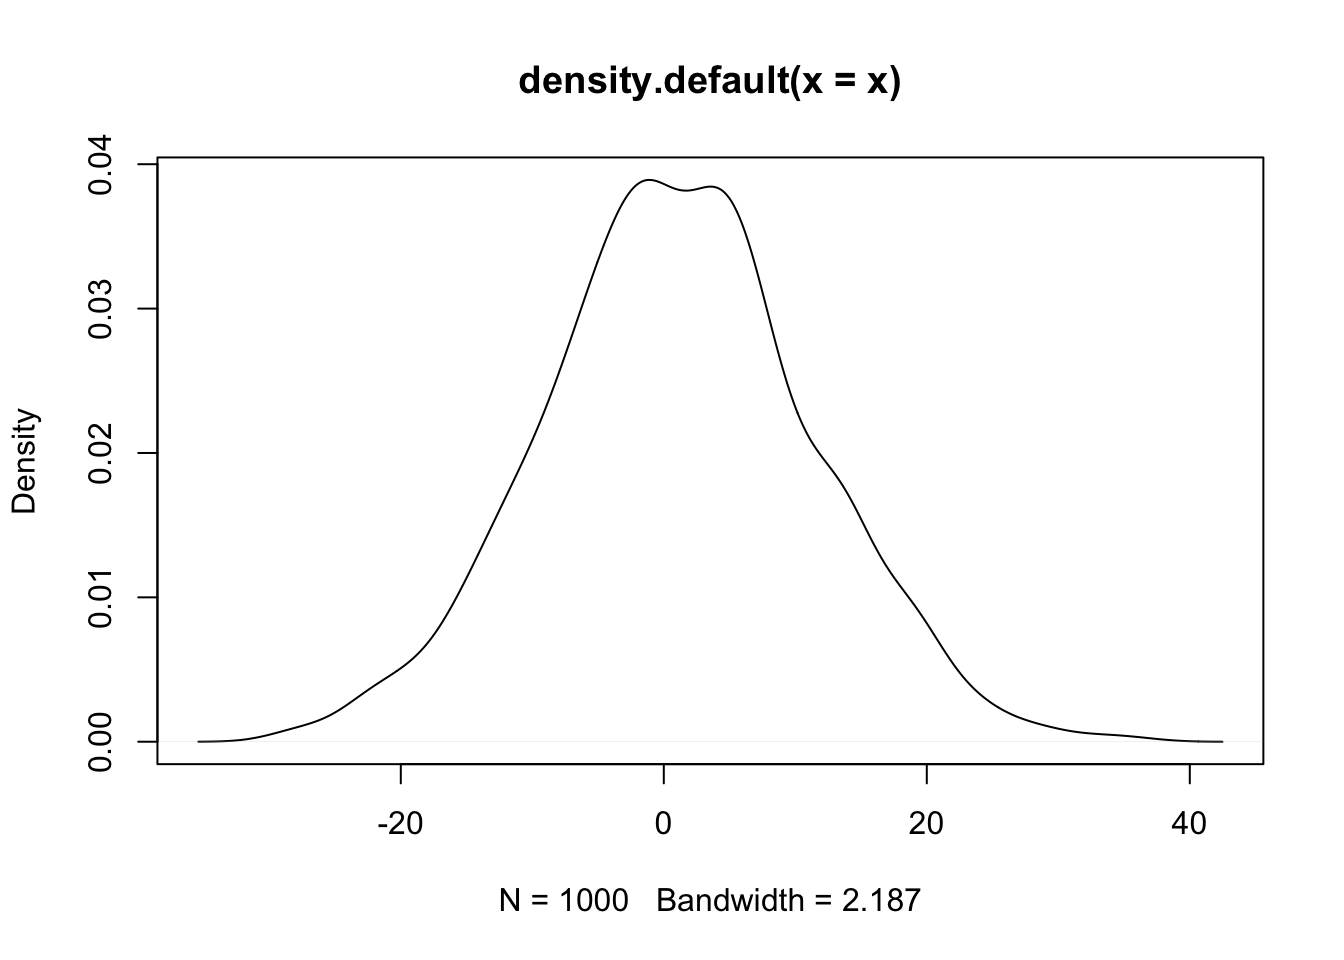 density.default(x = x)
Density
0.04
0.03
0.02
0.01
0.00
-20 0 20 40
N = 1000 Bandwidth = 2.187